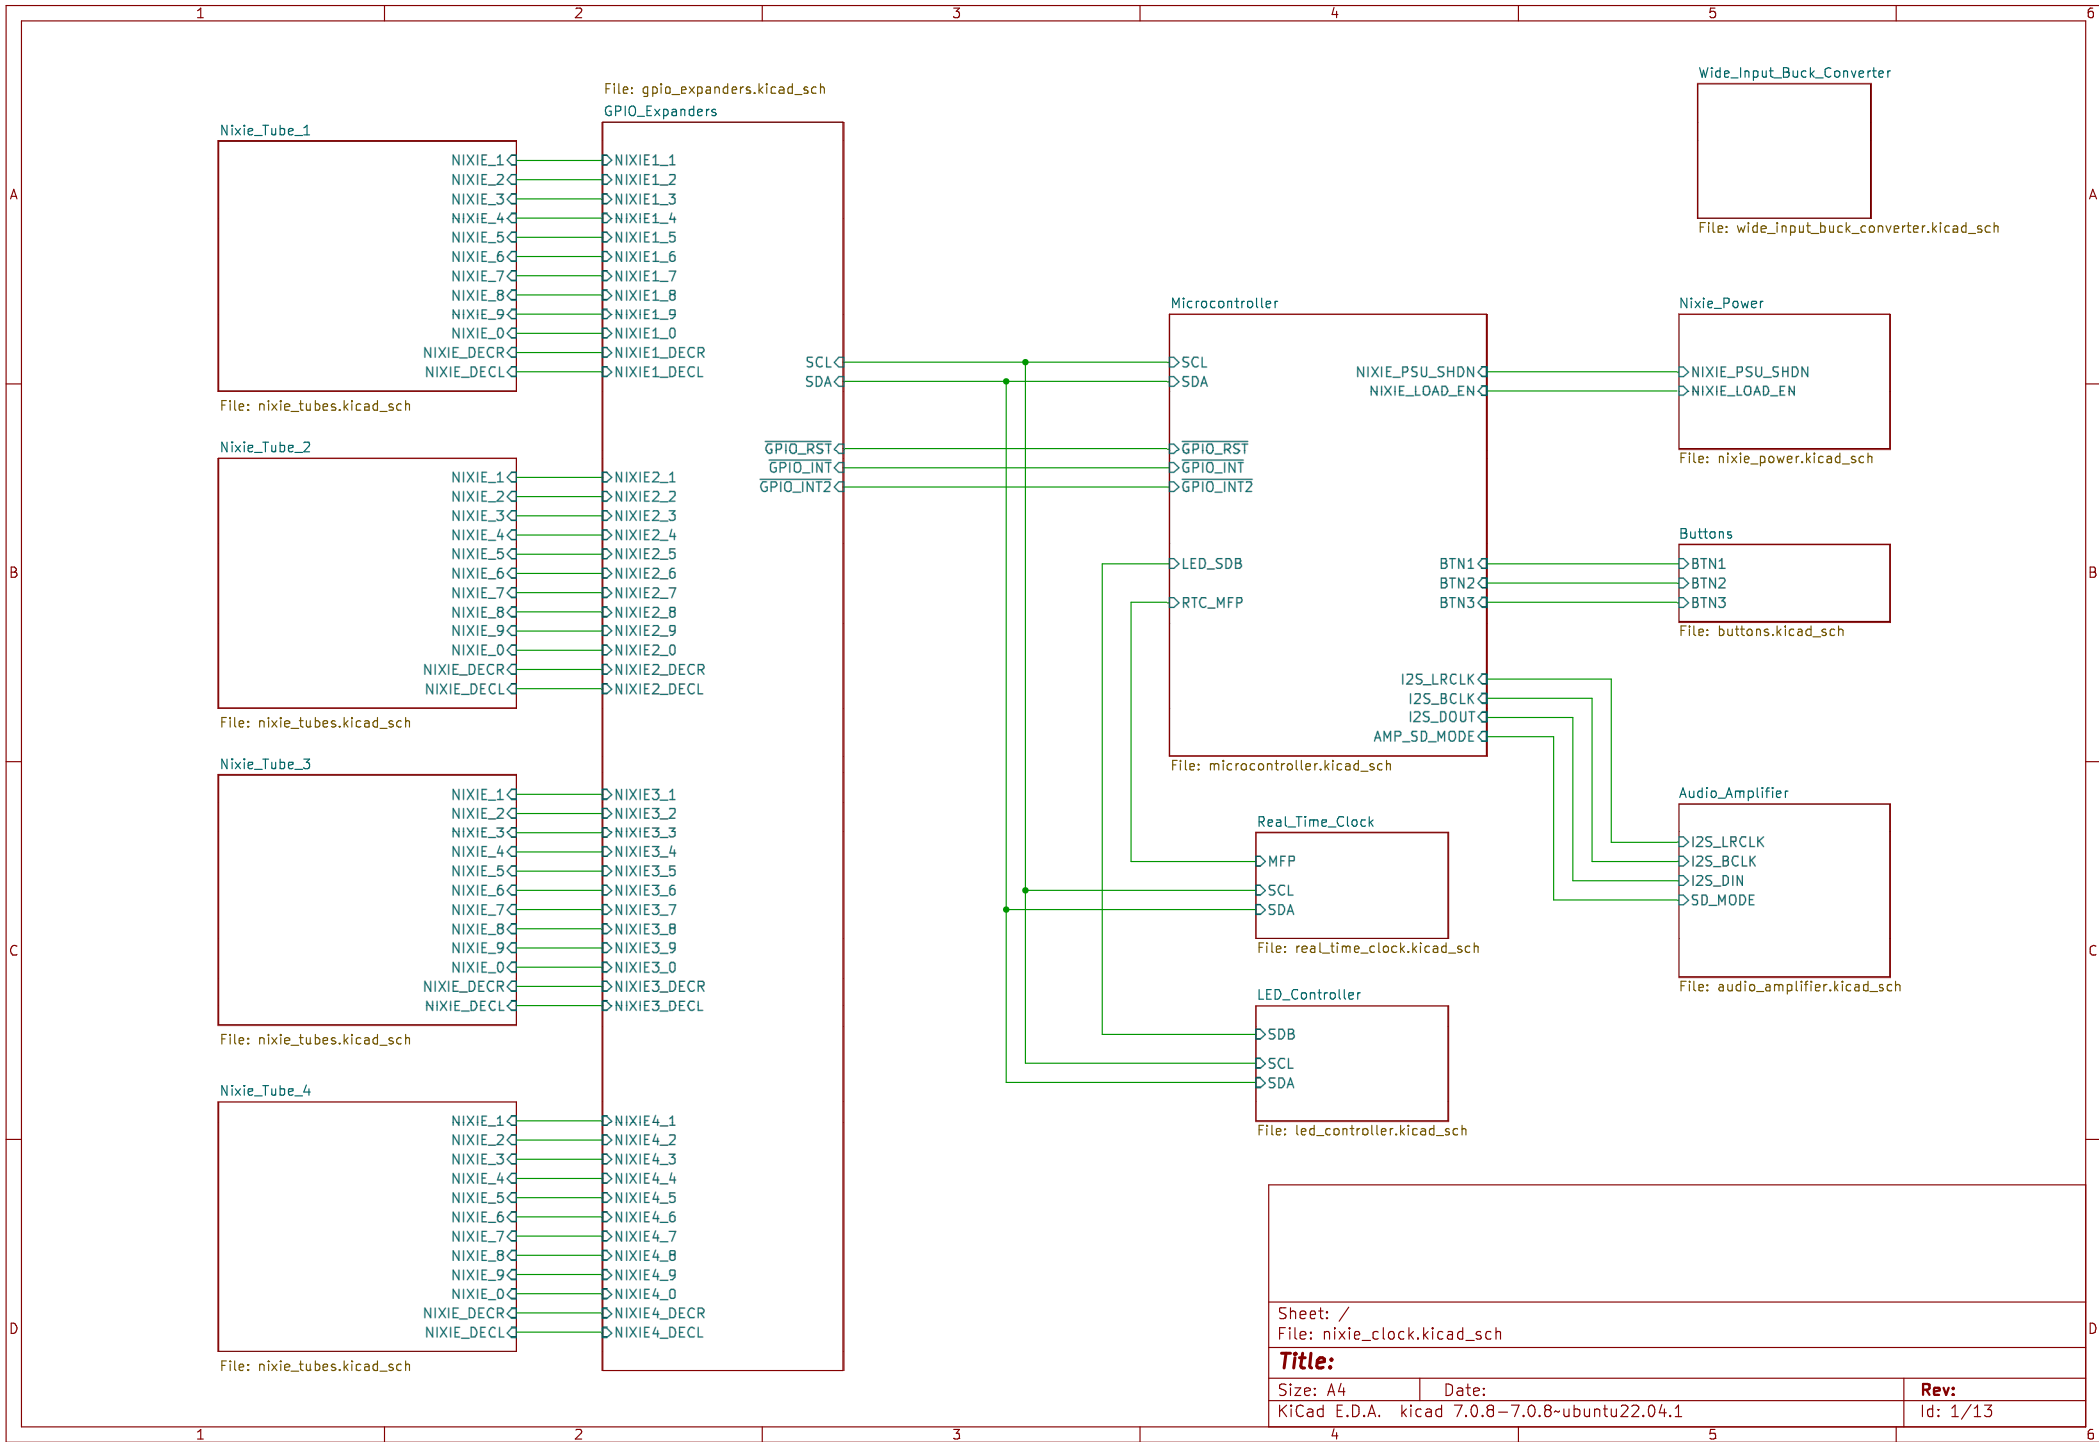 1 2 3 4 5 6
File: gpio_expanders.kicad_sch
GPIO_Expanders
Wide_Input_Buck_Converter
File: wide_input_buck_converter.kicad_sch
Nixie_Tube_1
NIXIE_1 NIXIE1_1
NIXIE_2 NIXIE1_2
NIXIE_3 NIXIE1_3
NIXIE_4 NIXIE1_4
NIXIE_5 NIXIE1_5
NIXIE_6 NIXIE1_6
NIXIE_7 NIXIE1_7
NIXIE_8 NIXIE1_8
NIXIE_9 NIXIE1_9
NIXIE_0 NIXIE1_0
NIXIE_DECR NIXIE1_DECR
NIXIE_DECL NIXIE1_DECL
File: nixie_tubes.kicad_sch
A A
Nixie_Tube_2
NIXIE_1 NIXIE2_1
NIXIE_2 NIXIE2_2
NIXIE_3 NIXIE2_3
NIXIE_4 NIXIE2_4
NIXIE_5 NIXIE2_5
NIXIE_6 NIXIE2_6
NIXIE_7 NIXIE2_7
NIXIE_8 NIXIE2_8
NIXIE_9 NIXIE2_9
NIXIE_0 NIXIE2_0
NIXIE_DECR NIXIE2_DECR
NIXIE_DECL NIXIE2_DECL
File: nixie_tubes.kicad_sch
B B
Nixie_Tube_3
NIXIE_1 NIXIE3_1
NIXIE_2 NIXIE3_2
NIXIE_3 NIXIE3_3
NIXIE_4 NIXIE3_4
NIXIE_5 NIXIE3_5
NIXIE_6 NIXIE3_6
NIXIE_7 NIXIE3_7
NIXIE_8 NIXIE3_8
NIXIE_9 NIXIE3_9
NIXIE_0 NIXIE3_0
NIXIE_DECR NIXIE3_DECR
NIXIE_DECL NIXIE3_DECL
File: nixie_tubes.kicad_sch
C C
Nixie_Tube_4
NIXIE_1 NIXIE4_1
NIXIE_2 NIXIE4_2
NIXIE_3 NIXIE4_3
NIXIE_4 NIXIE4_4
NIXIE_5 NIXIE4_5
NIXIE_6 NIXIE4_6
NIXIE_7 NIXIE4_7
NIXIE_8 NIXIE4_8
NIXIE_9 NIXIE4_9
NIXIE_0 NIXIE4_0
NIXIE_DECR NIXIE4_DECR
NIXIE_DECL NIXIE4_DECL
File: nixie_tubes.kicad_sch
D D
SCL
SDA
GPIO_RST
GPIO_INT
GPIO_INT2
Microcontroller
SCL
SDA
GPIO_RST
GPIO_INT
GPIO_INT2
LED_SDB
RTC_MFP
NIXIE_PSU_SHDN
NIXIE_LOAD_EN
BTN1
BTN2
BTN3
I2S_LRCLK
I2S_BCLK
I2S_DOUT
AMP_SD_MODE
File: microcontroller.kicad_sch
Nixie_Power
NIXIE_PSU_SHDN
NIXIE_LOAD_EN
File: nixie_power.kicad_sch
Buttons
BTN1
BTN2
BTN3
File: buttons.kicad_sch
Audio_Amplifier
I2S_LRCLK
I2S_BCLK
I2S_DIN
SD_MODE
File: audio_amplifier.kicad_sch
Real_Time_Clock
MFP
SCL
SDA
File: real_time_clock.kicad_sch
LED_Controller
SDB
SCL
SDA
File: led_controller.kicad_sch
Sheet: /
File: nixie_clock.kicad_sch
Title:
Size: A4 Date: Rev:
KiCad E.D.A. kicad 7.0.8-7.0.8~ubuntu22.04.1 Id: 1/13
1 2 3 4 5 6